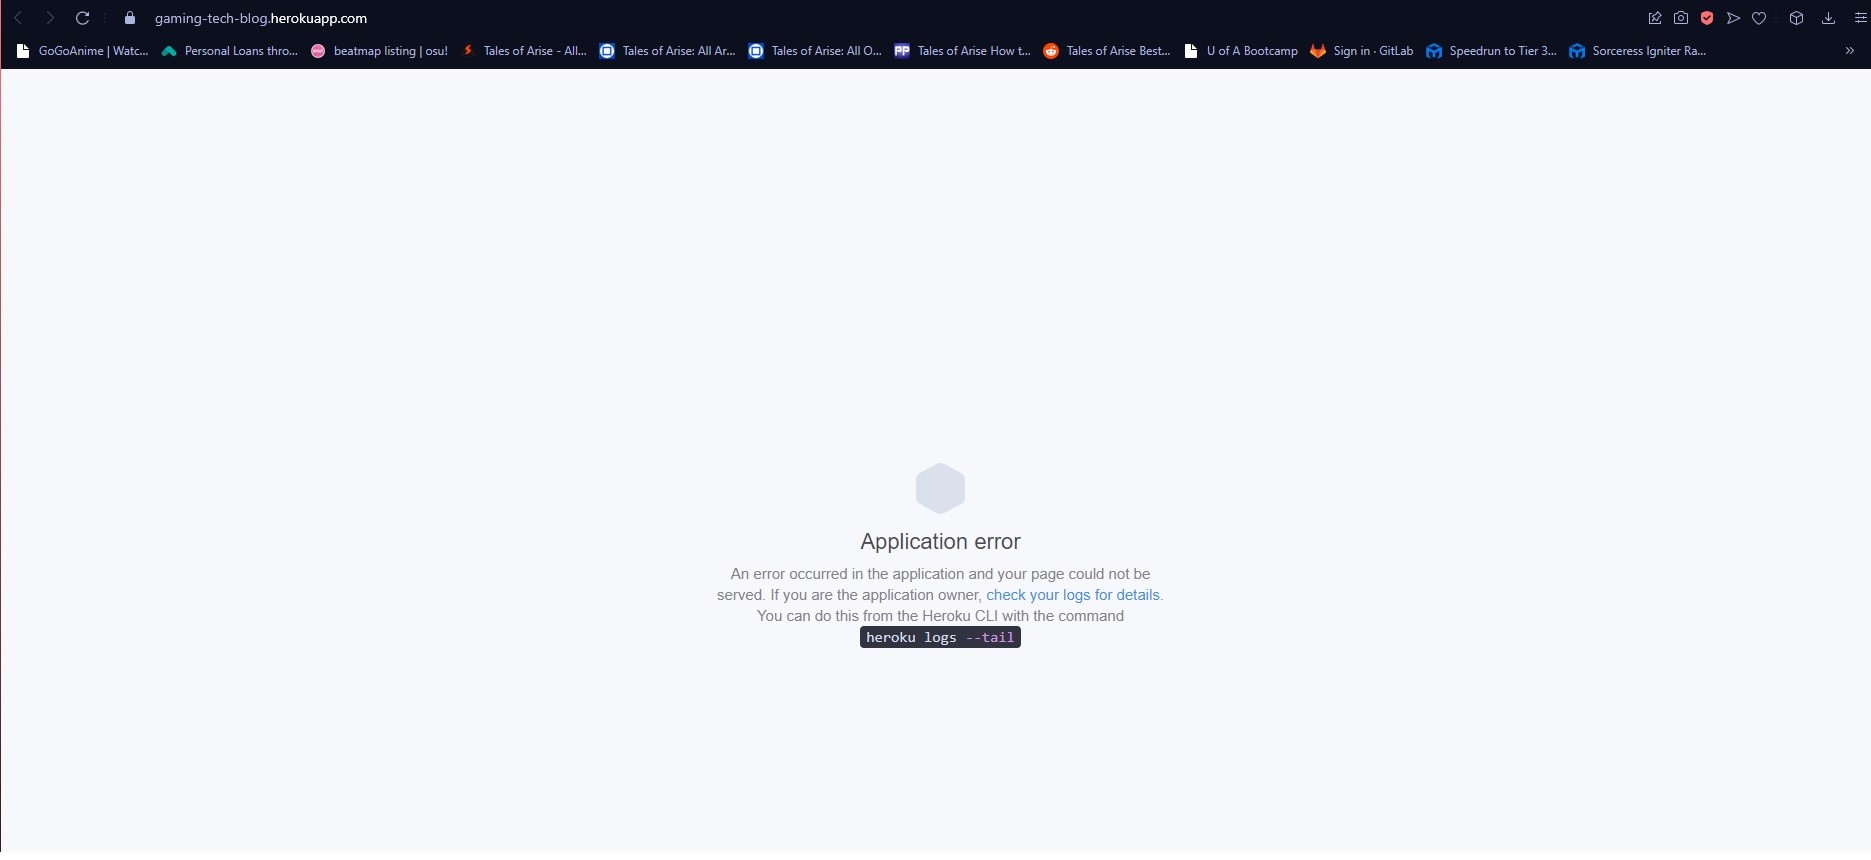 gaming-tech-blog.herokuapp.com
GoGoAnime | Watc... Personal Loans thro... beatmap listing | osu! Tales of Arise - All... Tales of Arise: All Ar... Tales of Arise: All O... PP Tales of Arise How t... Tales of Arise Best... U of A Bootcamp Sign in · GitLab Speedrun to Tier 3... Sorceress Igniter Ra... »
Application error
An error occurred in the application and your page could not be
served. If you are the application owner, check your logs for details.
You can do this from the Heroku CLI with the command
heroku logs --tail